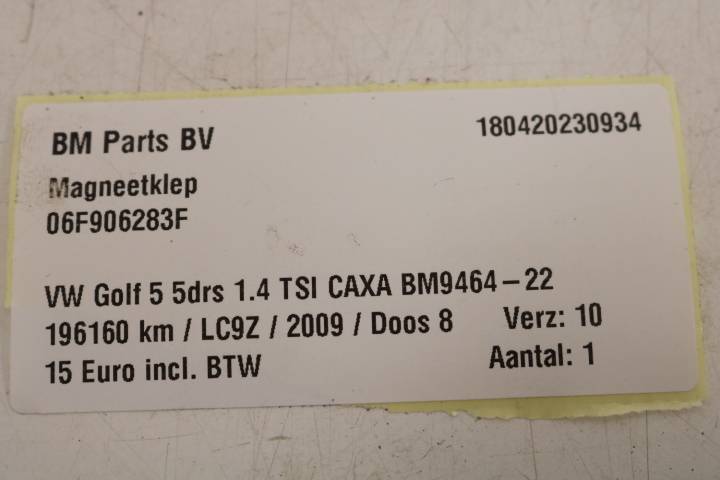 BM Parts BV 180420230934
Magneetklep
06F906283F
VW Golf 5 5drs 1.4 TSI CAXA BM9464-22
196160 km / LC9Z / 2009 / Doos 8 Verz: 10
15 Euro incl. BTW Aantal: 1